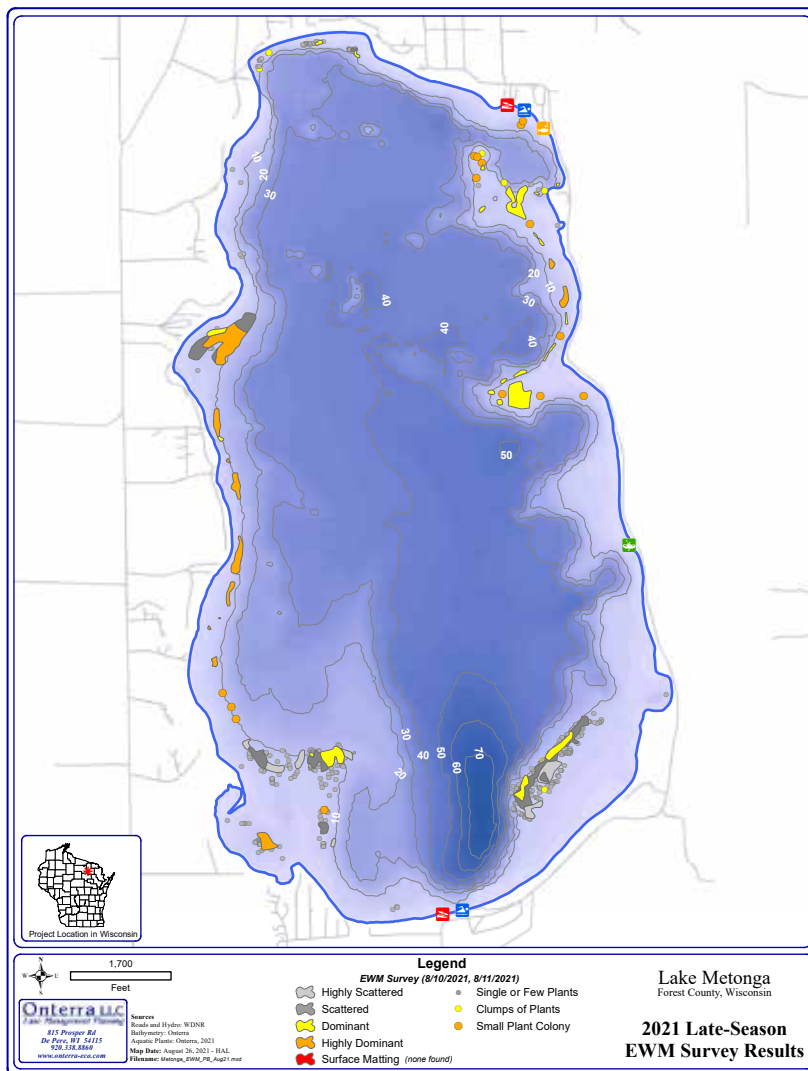 10
20
30
40
40
20
10
30
40
50
30
40
50
60
70
20
10
Project Location in Wisconsin
N
W
E
S
1,700
Feet
Onterra LLC
Lake Management Planning
815 Prosper Rd
De Pere, WI 54115
920.338.8860
www.onterra-eco.com
Sources
Roads and Hydro: WDNR
Bathymetry: Onterra
Aquatic Plants: Onterra, 2021
Map Date: August 26, 2021 - HAL
Filename: Metonga_EWM_PB_Aug21.mxd
Legend
EWM Survey (8/10/2021, 8/11/2021)
Highly Scattered
Scattered
Dominant
Highly Dominant
Surface Matting (none found)
Single or Few Plants
Clumps of Plants
Small Plant Colony
Lake Metonga
Forest County, Wisconsin
2021 Late-Season
EWM Survey Results